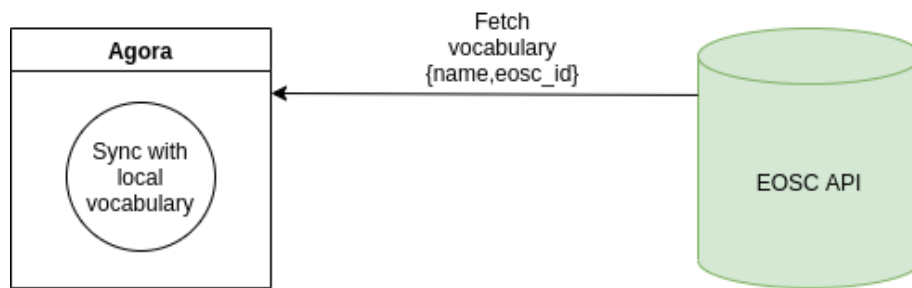 Agora
Sync with
local
vocabulary
Fetch
vocabulary
{name,eosc_id}
EOSC API